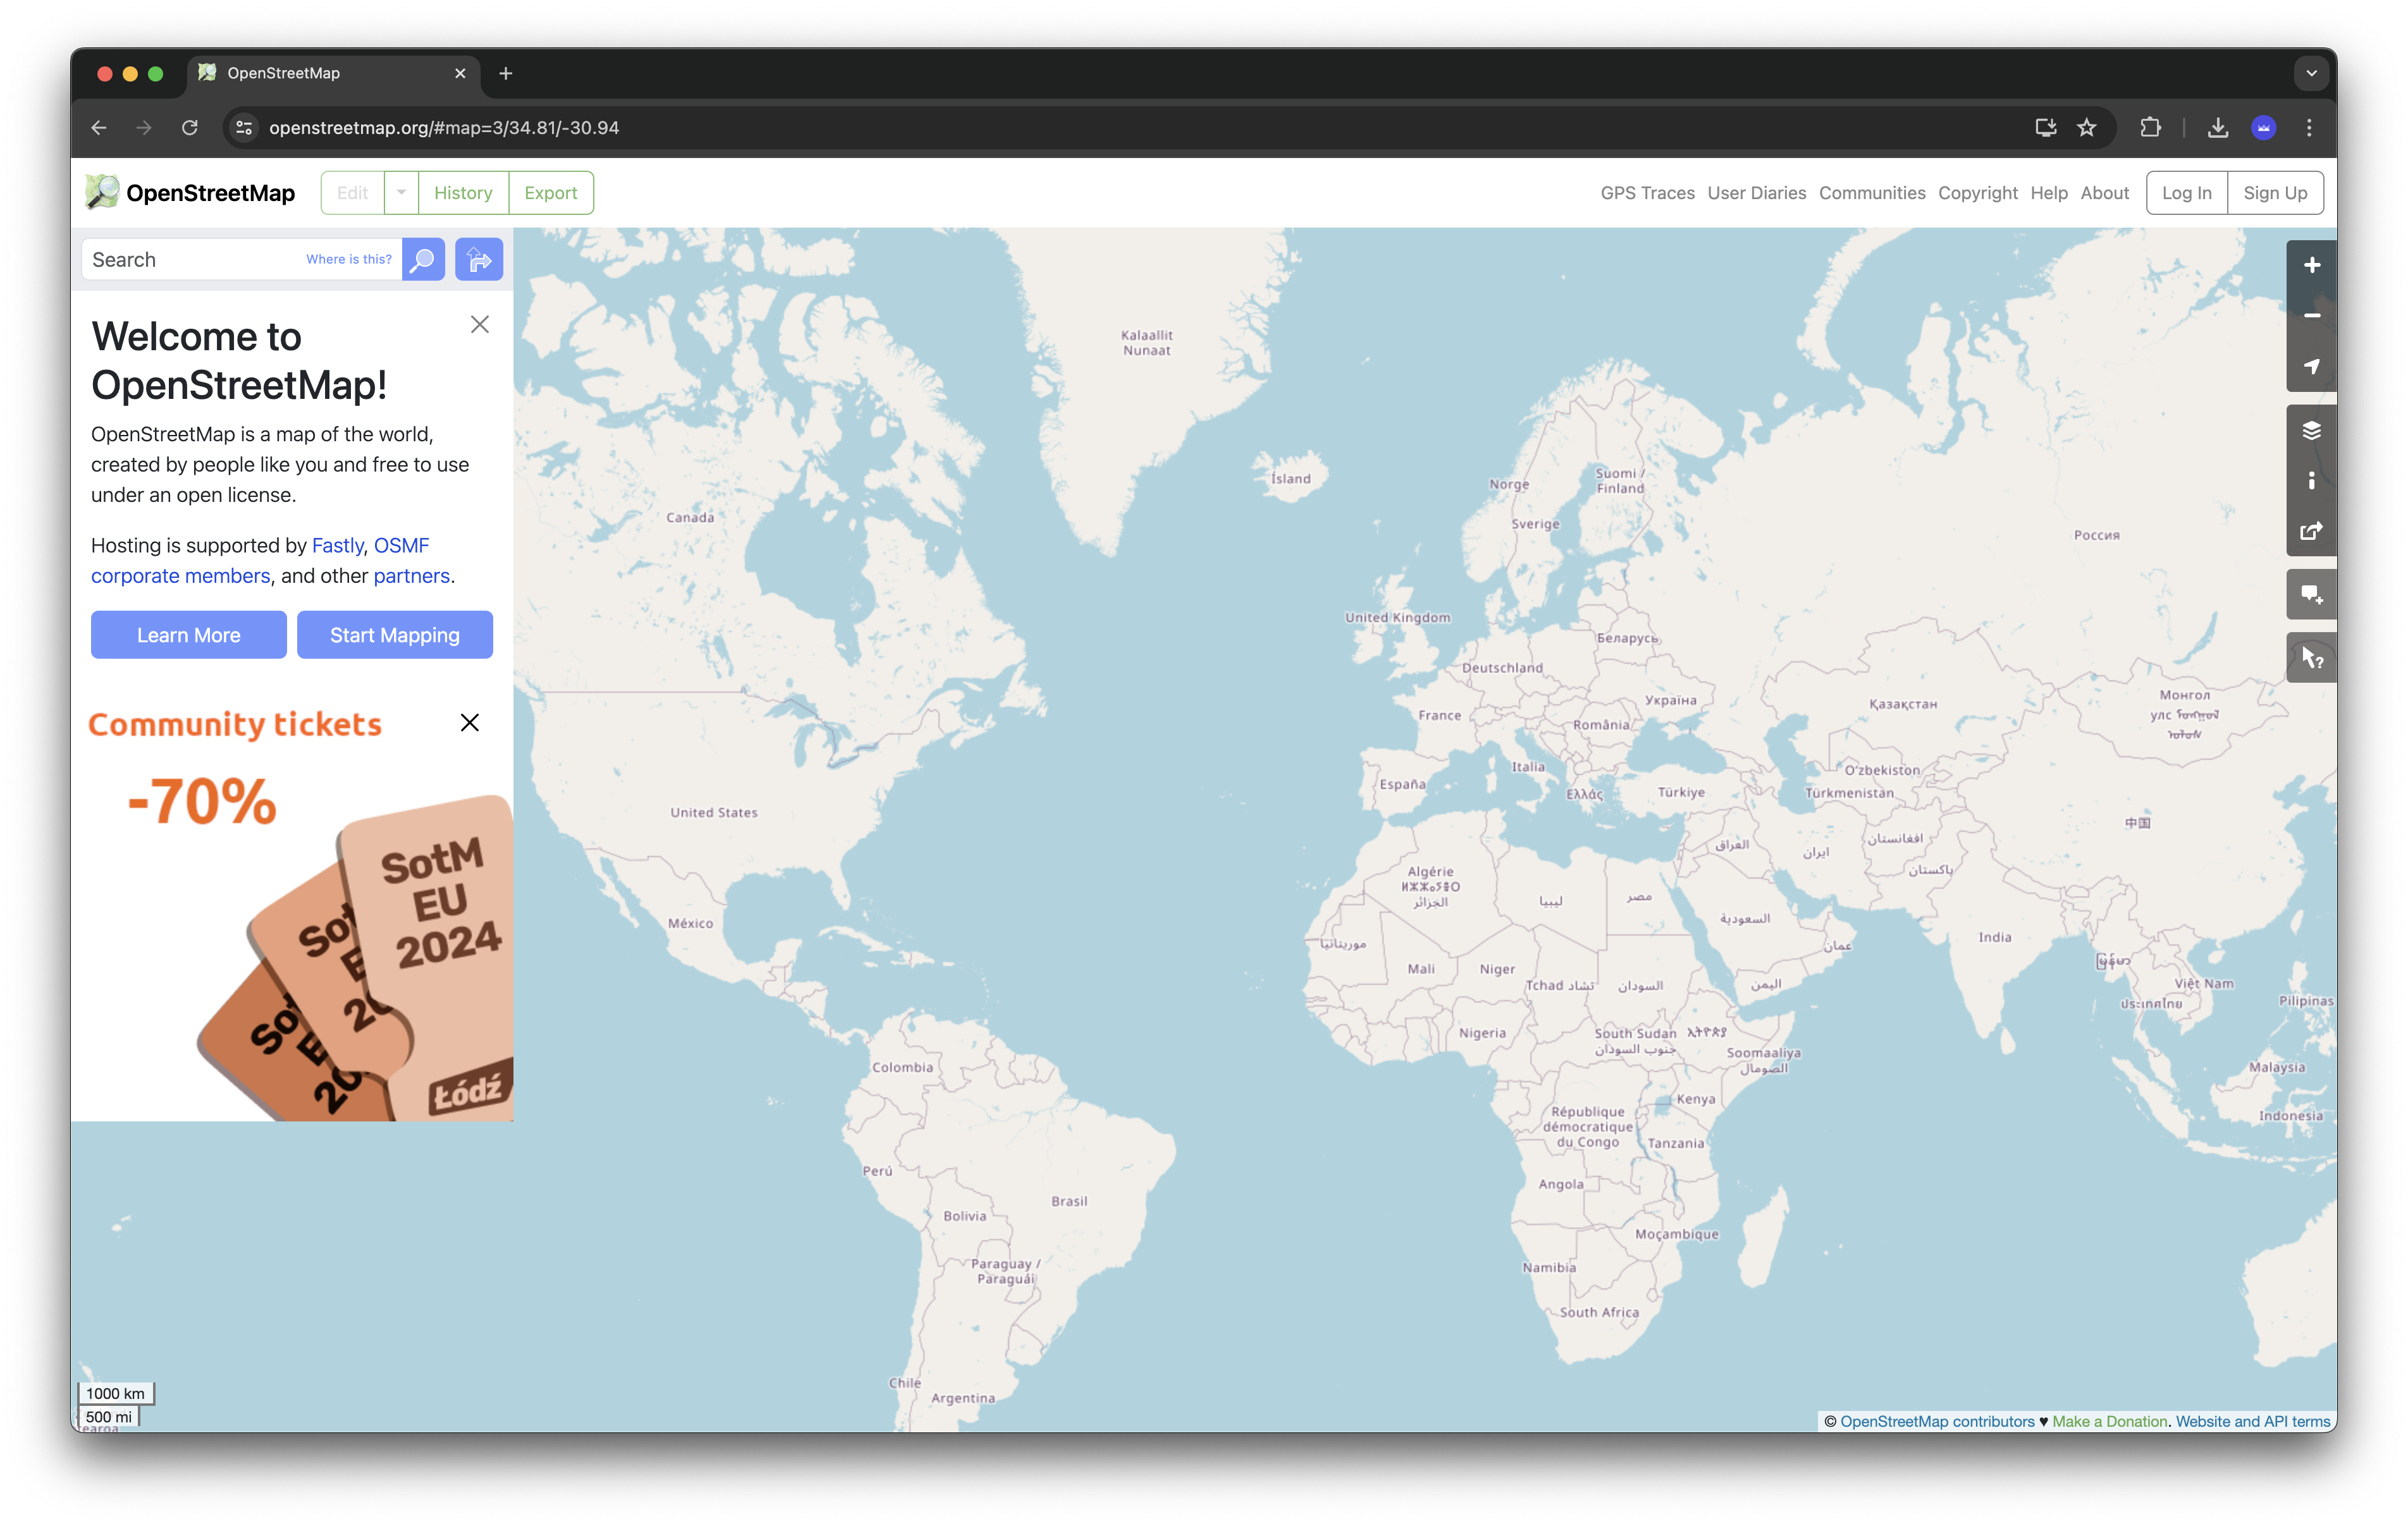 OpenStreetMap
openstreetmap.org/#map=3/34.81/-30.94
OpenStreetMap
Edit
History
Export
GPS Traces
User Diaries
Communities
Copyright
Help
About
Log In
Sign Up
Search
Where is this?
Welcome to
OpenStreetMap!
OpenStreetMap is a map of the world,
created by people like you and free to use
under an open license.
Hosting is supported by Fastly, OSMF
corporate members, and other partners.
Learn More
Start Mapping
Community tickets
-70%
SotM
EU
2024
Łódź
Kalaallit
Nunaat
Ísland
Canada
Norge
Suomi /
Finland
Sverige
Россия
United Kingdom
Беларусь
Deutschland
Україна
France
România
Қазақстан
Монгол
улс
Italia
España
Ελλάς
Türkiye
O'zbekiston
Türkmenistan
United States
中国
العراق
ایران
افغانستان
پاکستان
Algérie
ⵍⵣⵣⴰⵢⴻⵔ
الجزائر
ليبيا
مصر
السعودية
México
موريتانيا
عمان
India
Mali
Niger
Tchad تشاد
السودان
اليمن
မြန်မာ
Việt Nam
ประเทศไทย
Pilipinas
Nigeria
South Sudan
جنوب السودان
ኢትዮጵያ
Soomaaliya
الصومال
Colombia
Malaysia
Kenya
Indonesia
République
démocratique
du Congo
Tanzania
Perú
Brasil
Angola
Bolivia
Moçambique
Paraguay /
Paraguái
Namibia
South Africa
Chile
Argentina
1000 km
500 mi
© OpenStreetMap contributors ♥ Make a Donation. Website and API terms